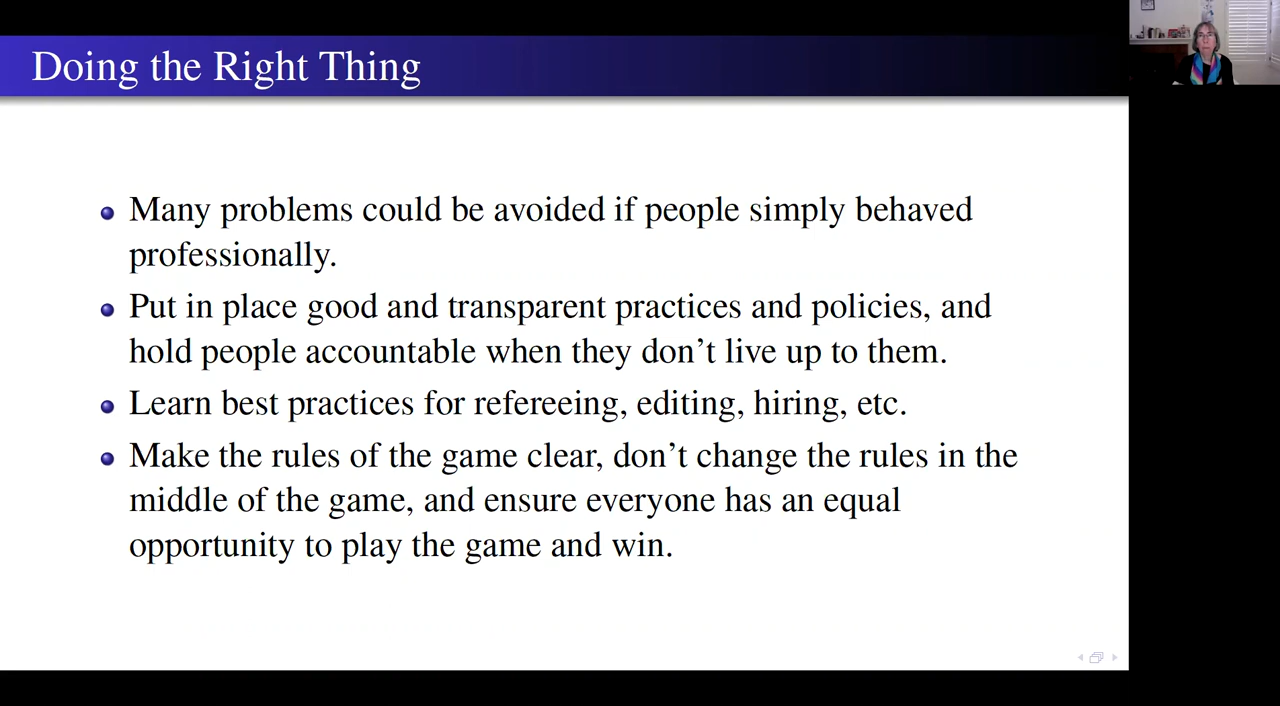 Doing the Right Thing
Many problems could be avoided if people simply behaved
professionally.
Put in place good and transparent practices and policies, and
hold people accountable when they don't live up to them.
Learn best practices for refereeing, editing, hiring, etc.
Make the rules of the game clear, don't change the rules in the
middle of the game, and ensure everyone has an equal
opportunity to play the game and win.